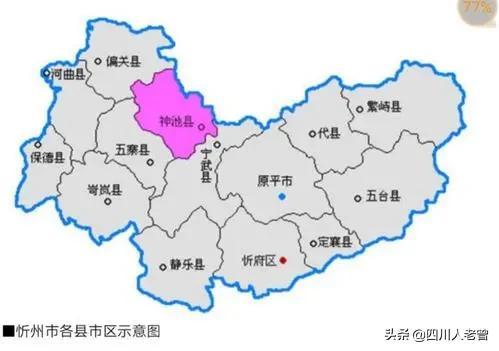 77%
偏关县
河曲县
神池县
繁峙县
代县
保德县
五寨县
宁武县
岢岚县
原平市
五台县
定襄县
静乐县
忻府区
■忻州市各县市区示意图
头条 @四川人老曾